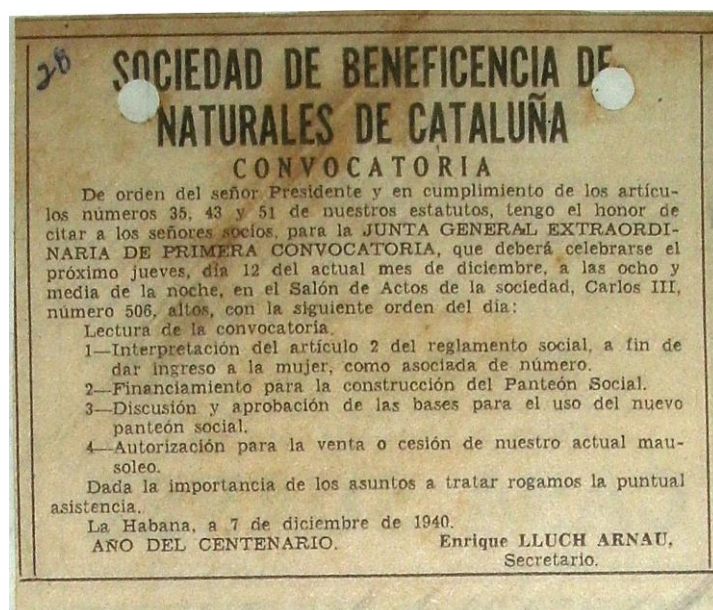 28
SOCIEDAD DE BENEFICENCIA DE
NATURALES DE CATALUÑA
CONVOCATORIA
De orden del señor Presidente y en cumplimiento de los artícu-
los números 35, 43 y 51 de nuestros estatutos, tengo el honor de
citar a los señores socios, para la JUNTA GENERAL EXTRAORDI-
NARIA DE PRIMERA CONVOCATORIA, que deberá celebrarse el
próximo jueves, día 12 del actual mes de diciembre, a las ocho y
media de la noche, en el Salón de Actos de la sociedad, Carlos III,
número 506, altos, con la siguiente orden del día:
Lectura de la convocatoria.
1—Interpretación del artículo 2 del reglamento social, a fin de
dar ingreso a la mujer, como asociada de número.
2—Financiamiento para la construcción del Panteón Social.
3—Discusión y aprobación de las bases para el uso del nuevo
panteón social.
4—Autorización para la venta o cesión de nuestro actual mau-
soleo.
Dada la importancia de los asuntos a tratar rogamos la puntual
asistencia.
La Habana, a 7 de diciembre de 1940.
AÑO DEL CENTENARIO. Enrique LLUCH ARNAU,
Secretario.